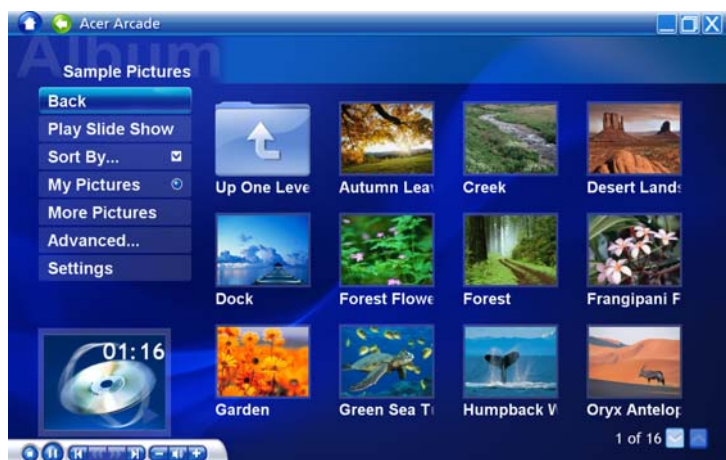 Acer Arcade
Album
Sample Pictures
Back
Play Slide Show
Sort By...
My Pictures
More Pictures
Advanced...
Settings
Up One Leve
Autumn Lea
Creek
Desert Lands
Dock
Forest Flowe
Forest
Frangipani F
Garden
Green Sea T
Humpback W
Oryx Antelop
01:16
1 of 16